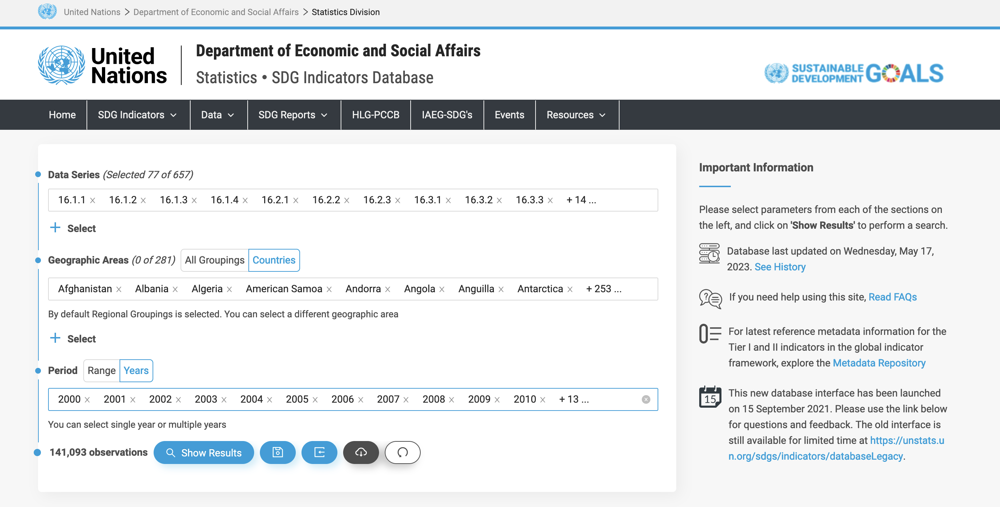 United Nations > Department of Economic and Social Affairs > Statistics Division
United
Nations
Department of Economic and Social Affairs
Statistics • SDG Indicators Database
SUSTAINABLE
DEVELOPMENT GOALS
Home SDG Indicators Data SDG Reports HLG-PCCB IAEG-SDG's Events Resources
Data Series (Selected 77 of 657)
16.1.1 × 16.1.2 × 16.1.3 × 16.1.4 × 16.2.1 × 16.2.2 × 16.2.3 × 16.3.1 × 16.3.2 × 16.3.3 × + 14 ...
+ Select
Geographic Areas (0 of 281) All Groupings Countries
Afghanistan × Albania × Algeria × American Samoa × Andorra × Angola × Anguilla × Antarctica × + 253 ...
By default Regional Groupings is selected. You can select a different geographic area
+ Select
Period Range Years
2000 × 2001 × 2002 × 2003 × 2004 × 2005 × 2006 × 2007 × 2008 × 2009 × 2010 × + 13 ...
You can select single year or multiple years
141,093 observations Show Results
Important Information
Please select parameters from each of the sections on
the left, and click on 'Show Results' to perform a search.
Database last updated on Wednesday, May 17,
2023. See History
If you need help using this site, Read FAQs
For latest reference metadata information for the
Tier I and II indicators in the global indicator
framework, explore the Metadata Repository
15
This new database interface has been launched
on 15 September 2021. Please use the link below
for questions and feedback. The old interface is
still available for limited time at https://unstats.u
n.org/sdgs/indicators/databaseLegacy.